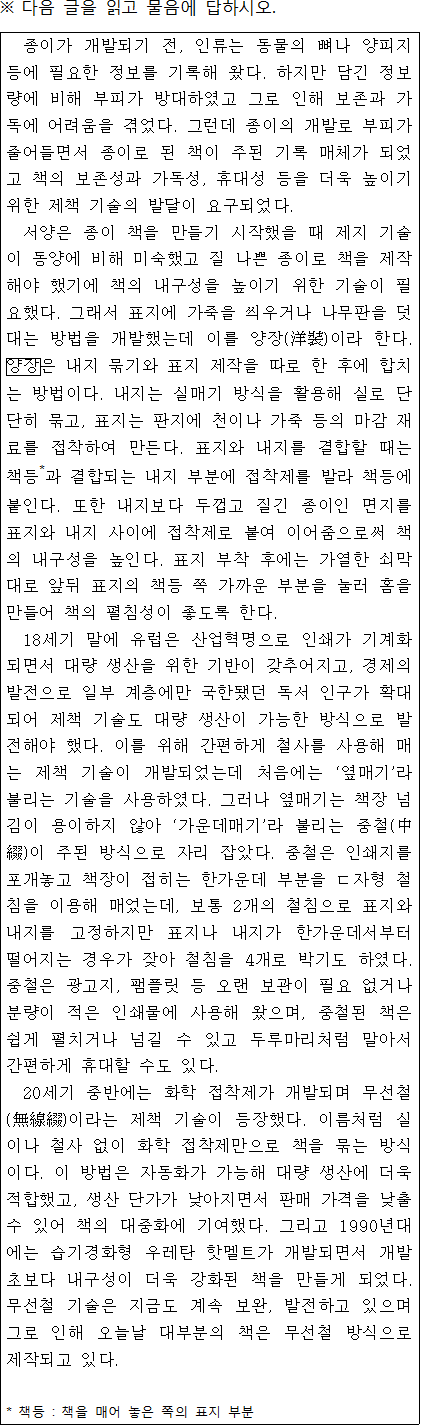 ※ 다음 글을 읽고 물음에 답하시오.
종이가 개발되기 전, 인류는 동물의 뼈나 양피지
등에 필요한 정보를 기록해 왔다. 하지만 담긴 정보
량에 비해 부피가 방대하였고 그로 인해 보존과 가
독에 어려움을 겪었다. 그런데 종이의 개발로 부피가
줄어들면서 종이로 된 책이 주된 기록 매체가 되었
고 책의 보존성과 가독성, 휴대성 등을 더욱 높이기
위한 제책 기술의 발달이 요구되었다.
서양은 종이 책을 만들기 시작했을 때 제지 기술
이 동양에 비해 미숙했고 질 나쁜 종이로 책을 제작
해야 했기에 책의 내구성을 높이기 위한 기술이 필
요했다. 그래서 표지에 가죽을 씌우거나 나무판을 덧
대는 방법을 개발했는데 이를 양장(洋裝)이라 한다.
양장은 내지 묶기와 표지 제작을 따로 한 후에 합치
는 방법이다. 내지는 실매기 방식을 활용해 실로 단
단히 묶고, 표지는 판지에 천이나 가죽 등의 마감 재
료를 접착하여 만든다. 표지와 내지를 결합할 때는
책등*과 결합되는 내지 부분에 접착제를 발라 책등에
붙인다. 또한 내지보다 두껍고 질긴 종이인 면지를
표지와 내지 사이에 접착제로 붙여 이어줌으로써 책
의 내구성을 높인다. 표지 부착 후에는 가열한 쇠막
대로 앞뒤 표지의 책등 쪽 가까운 부분을 눌러 홈을
만들어 책의 펼침성이 좋도록 한다.
18세기 말에 유럽은 산업혁명으로 인쇄가 기계화
되면서 대량 생산을 위한 기반이 갖추어지고, 경제의
발전으로 일부 계층에만 국한됐던 독서 인구가 확대
되어 제책 기술도 대량 생산이 가능한 방식으로 발
전해야 했다. 이를 위해 간편하게 철사를 사용해 매
는 제책 기술이 개발되었는데 처음에는 ‘옆매기’라
불리는 기술을 사용하였다. 그러나 옆매기는 책장 넘
김이 용이하지 않아 ‘가운데매기’라 불리는 중철(中
綴)이 주된 방식으로 자리 잡았다. 중철은 인쇄지를
포개놓고 책장이 접히는 한가운데 부분을 ㄷ자형 철
침을 이용해 매었는데, 보통 2개의 철침으로 표지와
내지를 고정하지만 표지나 내지가 한가운데서부터
떨어지는 경우가 잦아 철침을 4개로 박기도 하였다.
중철은 광고지, 팸플릿 등 오랜 보관이 필요 없거나
분량이 적은 인쇄물에 사용해 왔으며, 중철된 책은
쉽게 펼치거나 넘길 수 있고 두루마리처럼 말아서
간편하게 휴대할 수도 있다.
20세기 중반에는 화학 접착제가 개발되며 무선철
(無線綴)이라는 제책 기술이 등장했다. 이름처럼 실
이나 철사 없이 화학 접착제만으로 책을 묶는 방식
이다. 이 방법은 자동화가 가능해 대량 생산에 더욱
적합했고, 생산 단가가 낮아지면서 판매 가격을 낮출
수 있어 책의 대중화에 기여했다. 그리고 1990년대
에는 습기경화형 우레탄 핫멜트가 개발되면서 개발
초보다 내구성이 더욱 강화된 책을 만들게 되었다.
무선철 기술은 지금도 계속 보완, 발전하고 있으며
그로 인해 오늘날 대부분의 책은 무선철 방식으로
제작되고 있다.
* 책등 : 책을 매어 놓은 쪽의 표지 부분